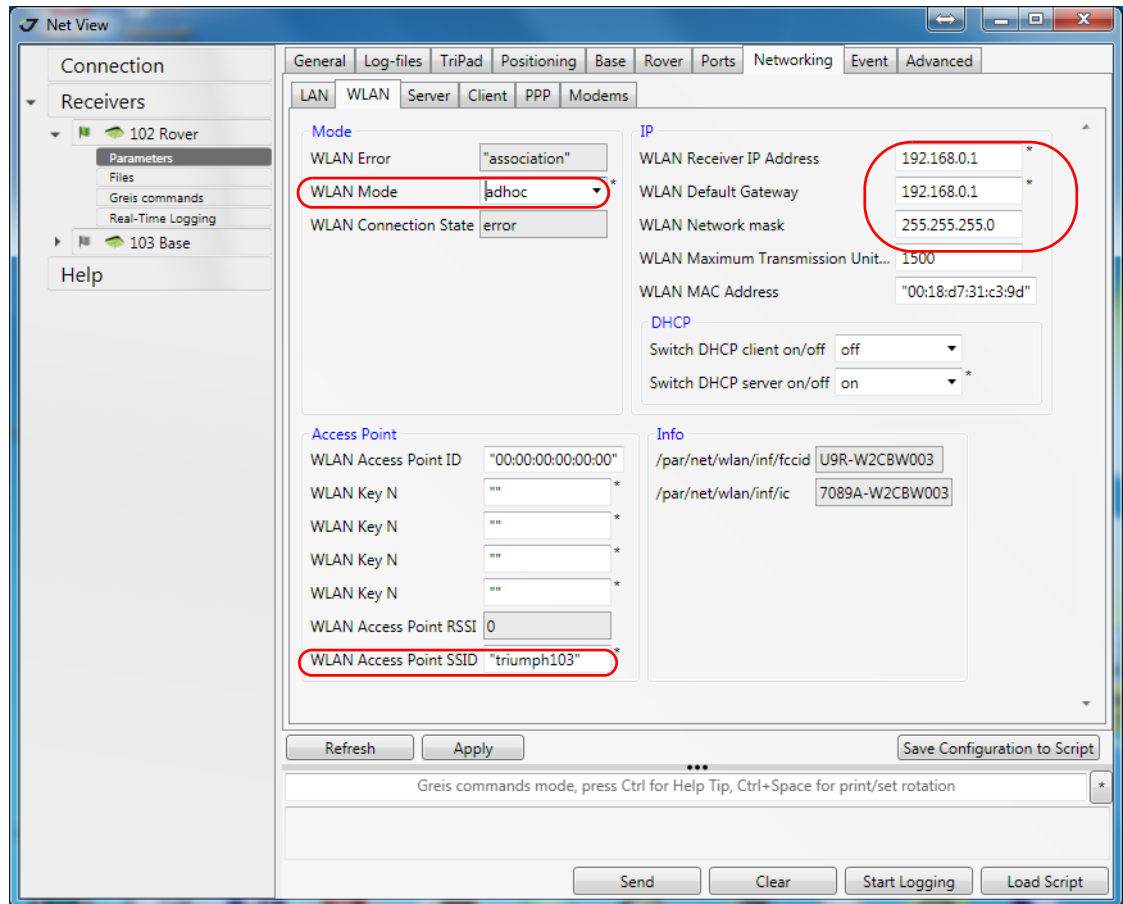 Net View
Connection
Receivers
102 Rover
Parameters
Files
Greis commands
Real-Time Logging
103 Base
Help
General Log-files TriPad Positioning Base Rover Ports Networking Event Advanced
LAN WLAN Server Client PPP Modems
Mode
WLAN Error "association"
WLAN Mode adhoc *
WLAN Connection State error
IP
WLAN Receiver IP Address 192.168.0.1 *
WLAN Default Gateway 192.168.0.1 *
WLAN Network mask 255.255.255.0
WLAN Maximum Transmission Unit... 1500
WLAN MAC Address "00:18:d7:31:c3:9d"
DHCP
Switch DHCP client on/off off
Switch DHCP server on/off on *
Access Point
WLAN Access Point ID "00:00:00:00:00:00"
WLAN Key N "" *
WLAN Key N "" *
WLAN Key N "" *
WLAN Key N "" *
WLAN Access Point RSSI 0
WLAN Access Point SSID "triumph103" *
Info
/par/net/wlan/inf/fccid U9R-W2CBW003
/par/net/wlan/inf/ic 7089A-W2CBW003
Refresh Apply Save Configuration to Script
Greis commands mode, press Ctrl for Help Tip, Ctrl+Space for print/set rotation *
Send Clear Start Logging Load Script